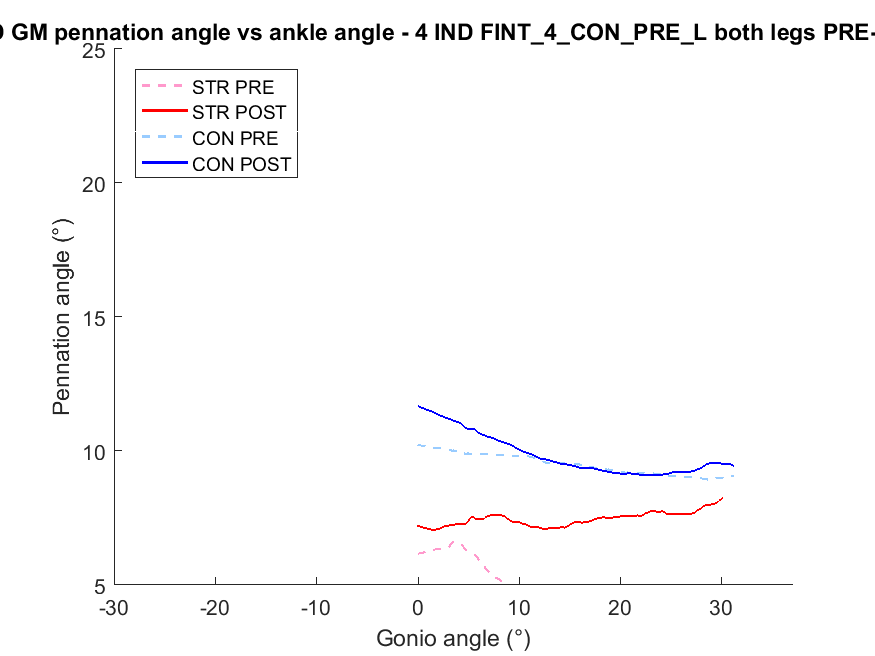 GM pennation angle vs ankle angle - 4 IND FINT_4_CON_PRE_L both legs PRE-
25
STR PRE
STR POST
CON PRE
CON POST
20
15
10
5
Pennation angle (°)
-30 -20 -10 0 10 20 30
Gonio angle (°)